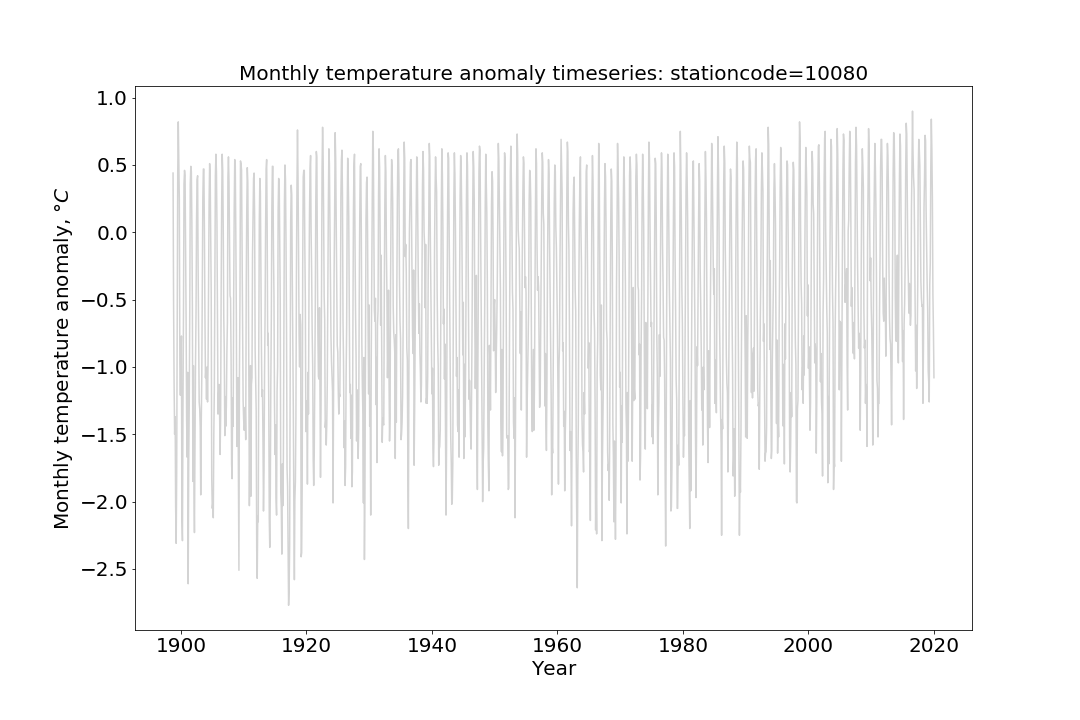 Monthly temperature anomaly timeseries: stationcode=10080
Monthly temperature anomaly, °C
1.0
0.5
0.0
−0.5
−1.0
−1.5
−2.0
−2.5
1900 1920 1940 1960 1980 2000 2020
Year